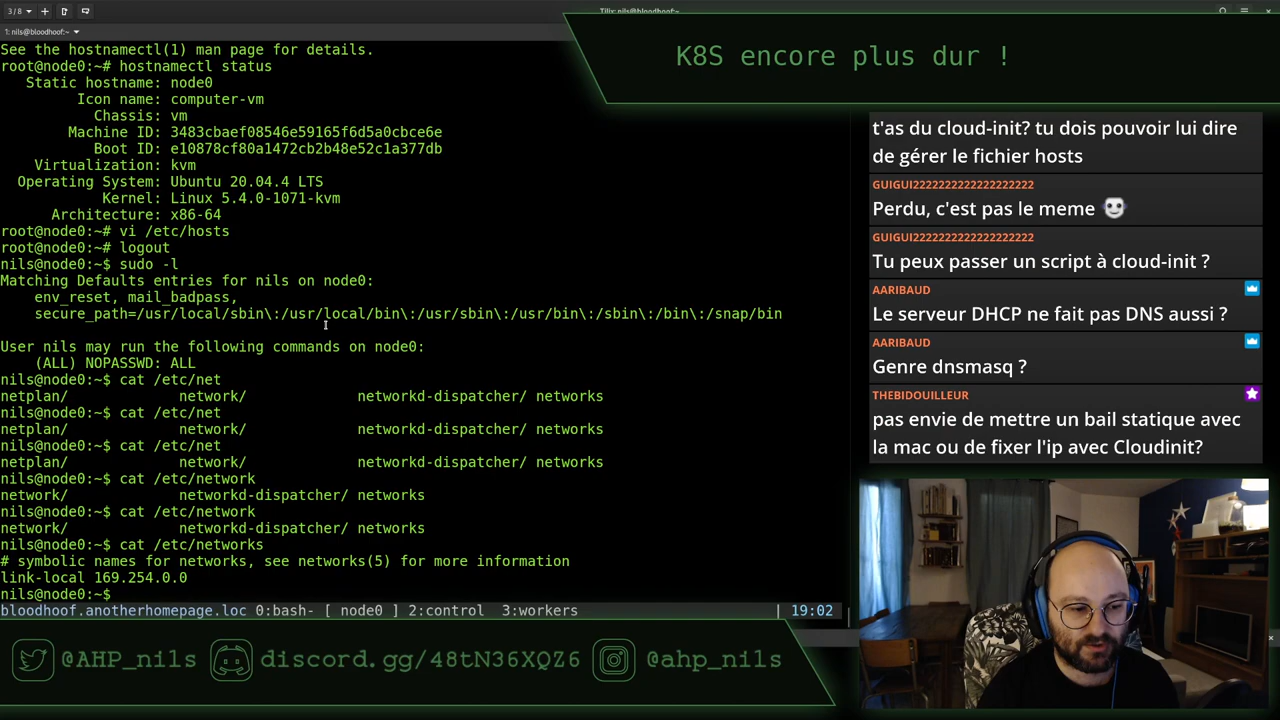 3/8
Tilix: nils@bloodhoof:~
1: nils@bloodhoof:~
See the hostnamectl(1) man page for details.
root@node0:~# hostnamectl status
Static hostname: node0
Icon name: computer-vm
Chassis: vm
Machine ID: 3483cbaef08546e59165f6d5a0cbce6e
Boot ID: e10878cf80a1472cb2b48e52c1a377db
Virtualization: kvm
Operating System: Ubuntu 20.04.4 LTS
Kernel: Linux 5.4.0-1071-kvm
Architecture: x86-64
root@node0:~# vi /etc/hosts
root@node0:~# logout
nils@node0:~$ sudo -l
Matching Defaults entries for nils on node0:
env_reset, mail_badpass,
secure_path=/usr/local/sbin\:/usr/local/bin\:/usr/sbin\:/usr/bin\:/sbin\:/bin\:/snap/bin
User nils may run the following commands on node0:
(ALL) NOPASSWD: ALL
nils@node0:~$ cat /etc/net
netplan/ network/ networkd-dispatcher/ networks
nils@node0:~$ cat /etc/net
netplan/ network/ networkd-dispatcher/ networks
nils@node0:~$ cat /etc/net
netplan/ network/ networkd-dispatcher/ networks
nils@node0:~$ cat /etc/network
network/ networkd-dispatcher/ networks
nils@node0:~$ cat /etc/network
network/ networkd-dispatcher/ networks
nils@node0:~$ cat /etc/networks
# symbolic names for networks, see networks(5) for more information
link-local 169.254.0.0
nils@node0:~$
bloodhoof.anotherhomepage.loc 0:bash- [ node0 ] 2:control 3:workers | 19:02
K8S encore plus dur !
t'as du cloud-init? tu dois pouvoir lui dire
de gérer le fichier hosts
GUIGUI2222222222222222222
Perdu, c'est pas le meme
GUIGUI2222222222222222222
Tu peux passer un script à cloud-init ?
AARIBAUD
Le serveur DHCP ne fait pas DNS aussi ?
AARIBAUD
Genre dnsmasq ?
THEBIDOUILLEUR
pas envie de mettre un bail statique avec
la mac ou de fixer l'ip avec Cloudinit?
@AHP_nils discord.gg/48tN36XQZ6 @ahp_nils